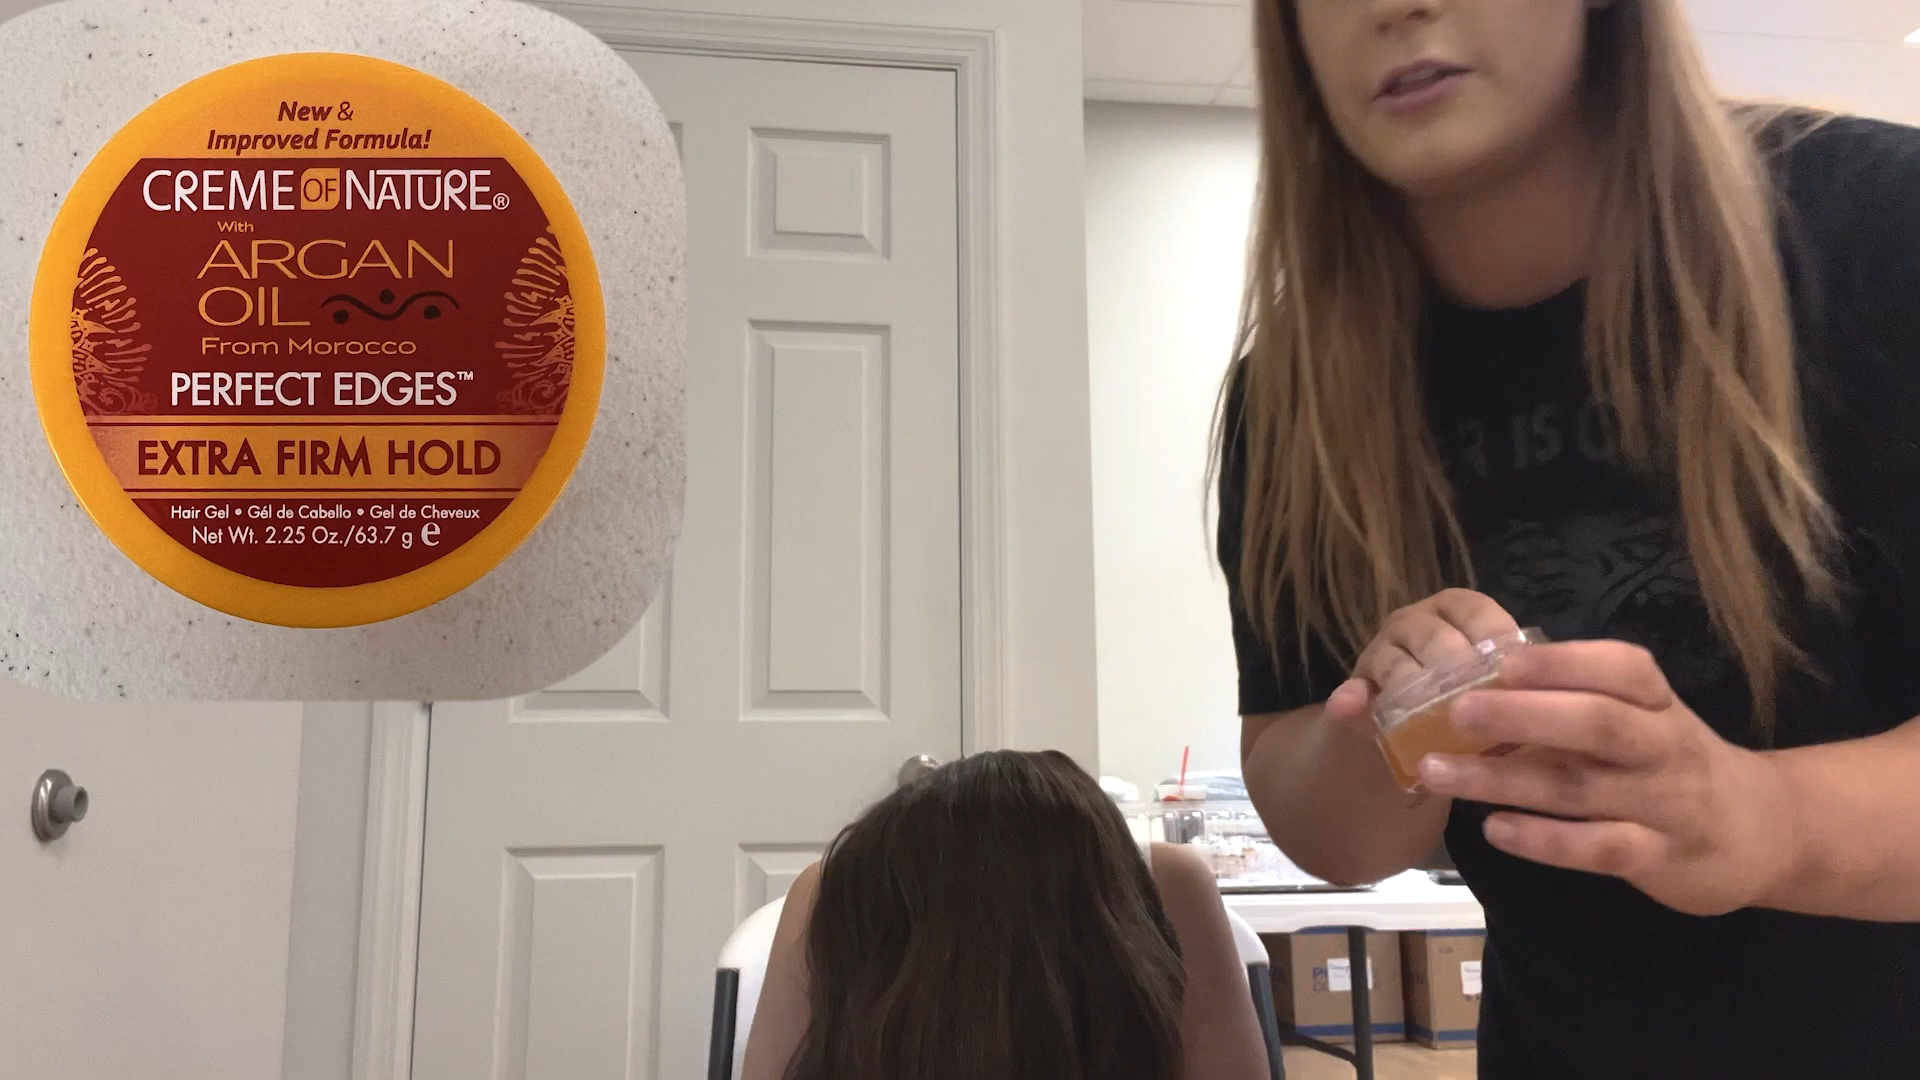 New &
Improved Formula!
CREME OF NATURE®
With
ARGAN
OIL
From Morocco
PERFECT EDGES™
EXTRA FIRM HOLD
Hair Gel • Gél de Cabello • Gel de Cheveux
Net Wt. 2.25 Oz./63.7 g e
IS